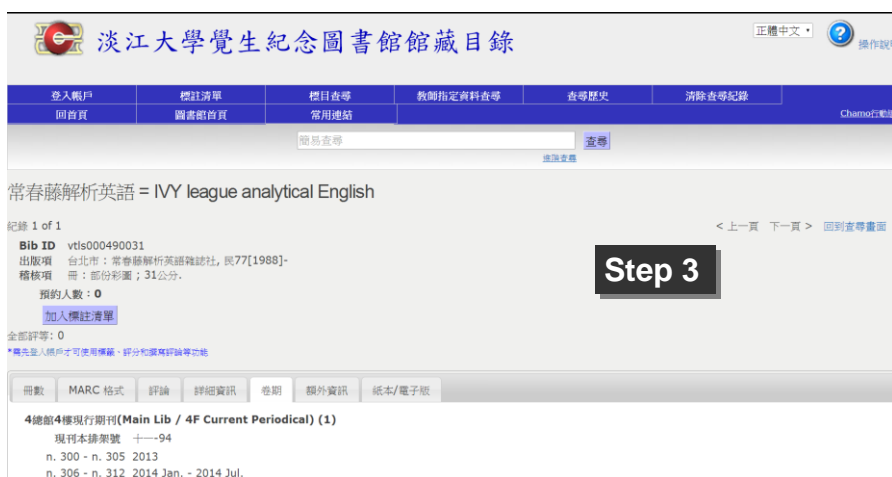 淡江大學覺生紀念圖書館館藏目錄
正體中文
操作說明
登入帳戶 標註清單 標目查尋 教師指定資料查尋 查尋歷史 清除查尋紀錄
回首頁 圖書館首頁 常用連結
Chamo行動版
簡易查尋 查尋
進階查尋
常春藤解析英語 = IVY league analytical English
紀錄 1 of 1
< 上一頁 下一頁 > 回到查尋畫面
Bib ID vtls000490031
出版項 台北市：常春藤解析英語雜誌社, 民77[1988]-
稽核項 冊：部份彩圖；31公分.
預約人數：0
Step 3
加入標註清單
全部評等: 0
*需先登入帳戶才可使用標籤、評分和撰寫評論等功能
冊數 MARC 格式 評論 詳細資訊 卷期 額外資訊 紙本/電子版
4總館4樓現行期刊(Main Lib / 4F Current Periodical) (1)
現刊本排架號 十一-94
n. 300 - n. 305 2013
n. 306 - n. 312 2014 Jan. - 2014 Jul.